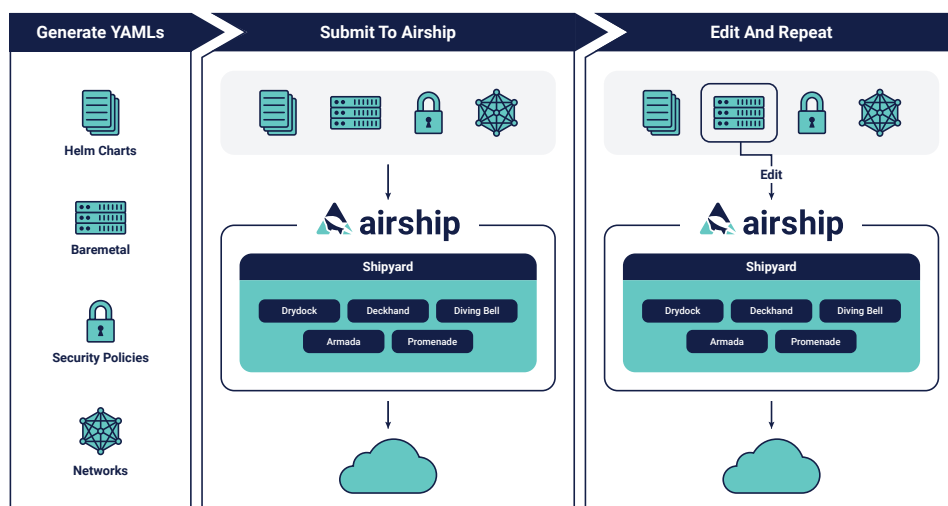 Generate YAMLs
Submit To Airship
Edit And Repeat
Helm Charts
Baremetal
Security Policies
Networks
airship
Shipyard
Drydock
Deckhand
Diving Bell
Armada
Promenade
Edit
airship
Shipyard
Drydock
Deckhand
Diving Bell
Armada
Promenade